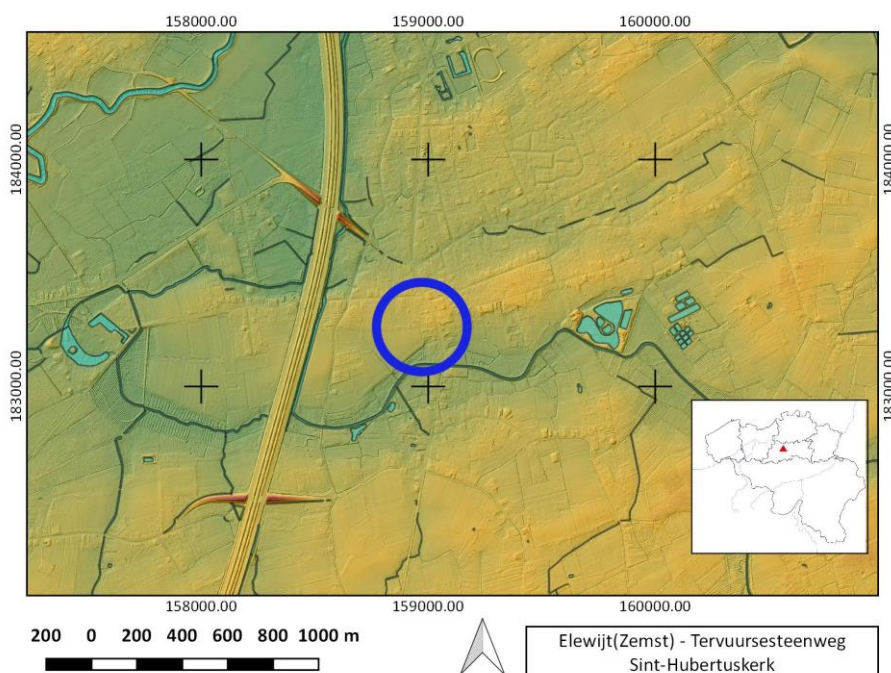 158000.00 159000.00 160000.00
184000.00 184000.00
183000.00 183000.00
158000.00 159000.00 160000.00
200 0 200 400 600 800 1000 m
Elewijt(Zemst) - Tervuursesteenweg
Sint-Hubertuskerk